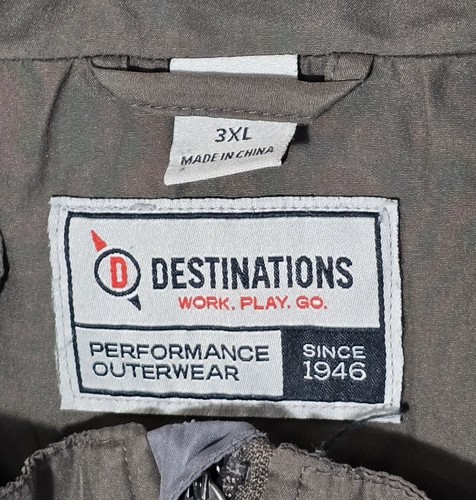 3XL
MADE IN CHINA
D DESTINATIONS
WORK. PLAY. GO.
PERFORMANCE
OUTERWEAR
SINCE
1946